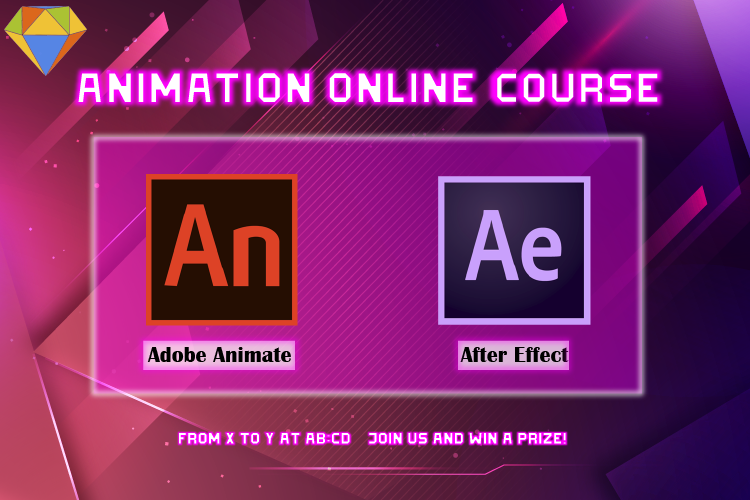 ANIMATION ONLINE COURSE
An
Ae
Adobe Animate
After Effect
FROM X TO Y AT AB:CD JOIN US AND WIN A PRIZE!